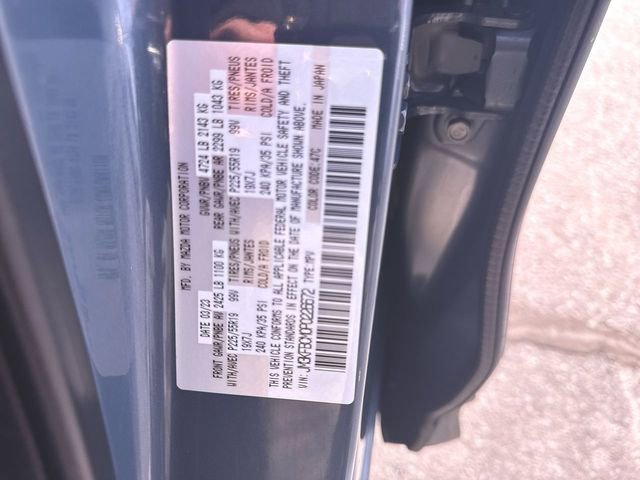 MFD. BY MAZDA MOTOR CORPORATION
DATE 03/23 GVWR/PNBV 4724 LB 2143 KG
FRONT GAWR/PNBE AV 2425 LB 1100 KG REAR GAWR/PNBE AR 2299 LB 1043 KG
WITH/AVEC P225/55R19 99V TIRES/PNEUS WITH/AVEC P225/55R19 99V TIRES/PNEUS
19X7J RIMS/JANTES 19X7J RIMS/JANTES
240 KPA/35 PSI COLD/A FROID 240 KPA/35 PSI COLD/A FROID
THIS VEHICLE CONFORMS TO ALL APPLICABLE FEDERAL MOTOR VEHICLE SAFETY AND THEFT
PREVENTION STANDARDS IN EFFECT ON THE DATE OF MANUFACTURE SHOWN ABOVE.
VIN: JM3KFBCM0P0226672 TYPE:MPV COLOR CODE:47C MADE IN JAPAN